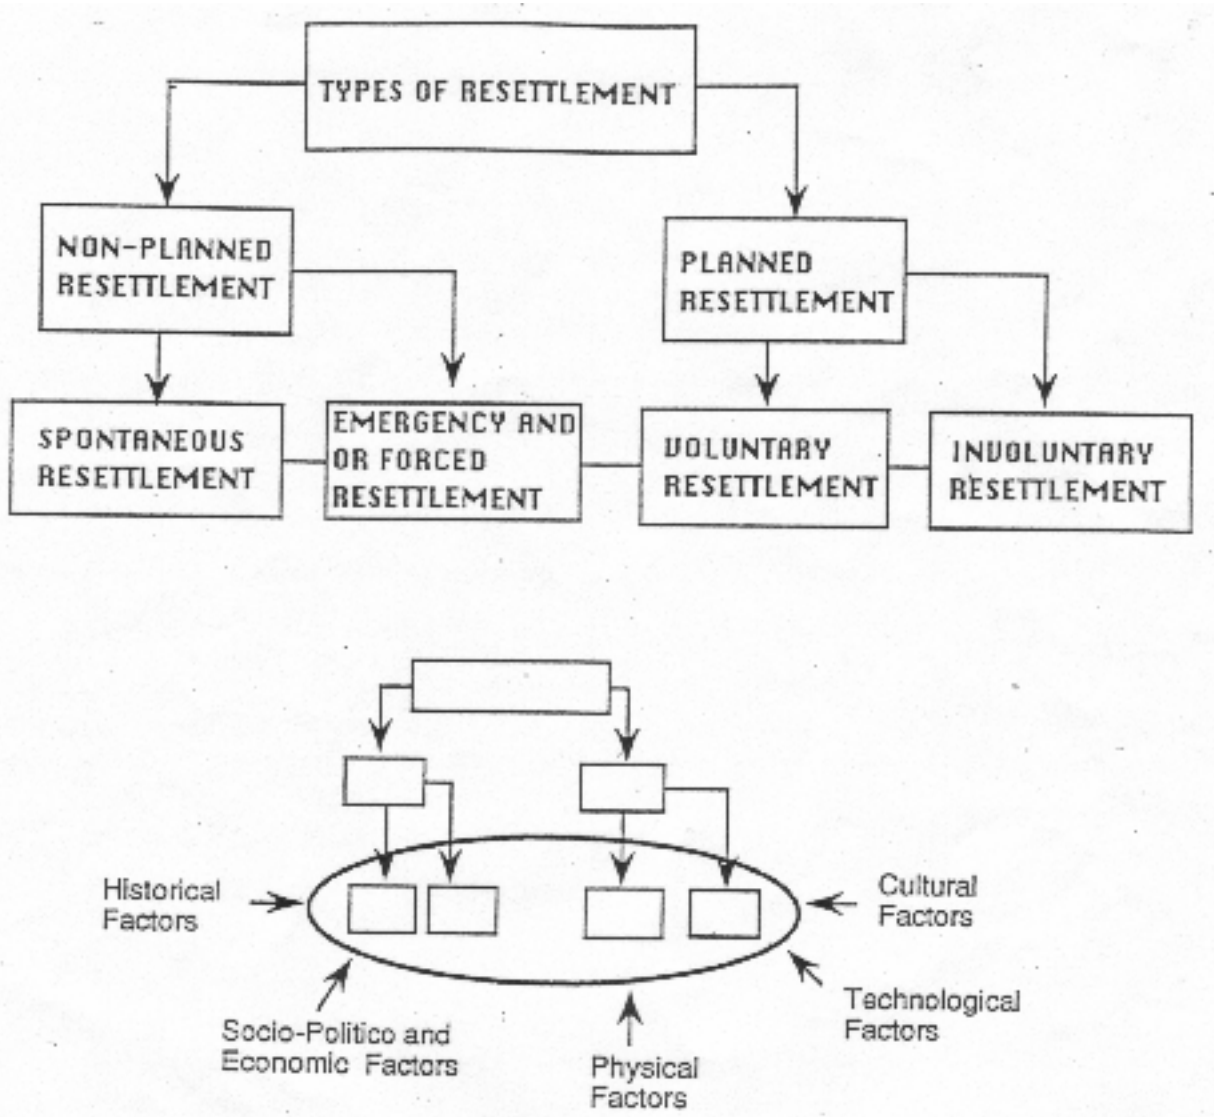 TYPES OF RESETTLEMENT
NON-PLANNED
RESETTLEMENT
PLANNED
RESETTLEMENT
SPONTANEOUS
RESETTLEMENT
EMERGENCY AND
OR FORCED
RESETTLEMENT
VOLUNTARY
RESETTLEMENT
INVOLUNTARY
RESETTLEMENT
Historical
Factors
Cultural
Factors
Socio-Politico and
Economic Factors
Physical
Factors
Technological
Factors